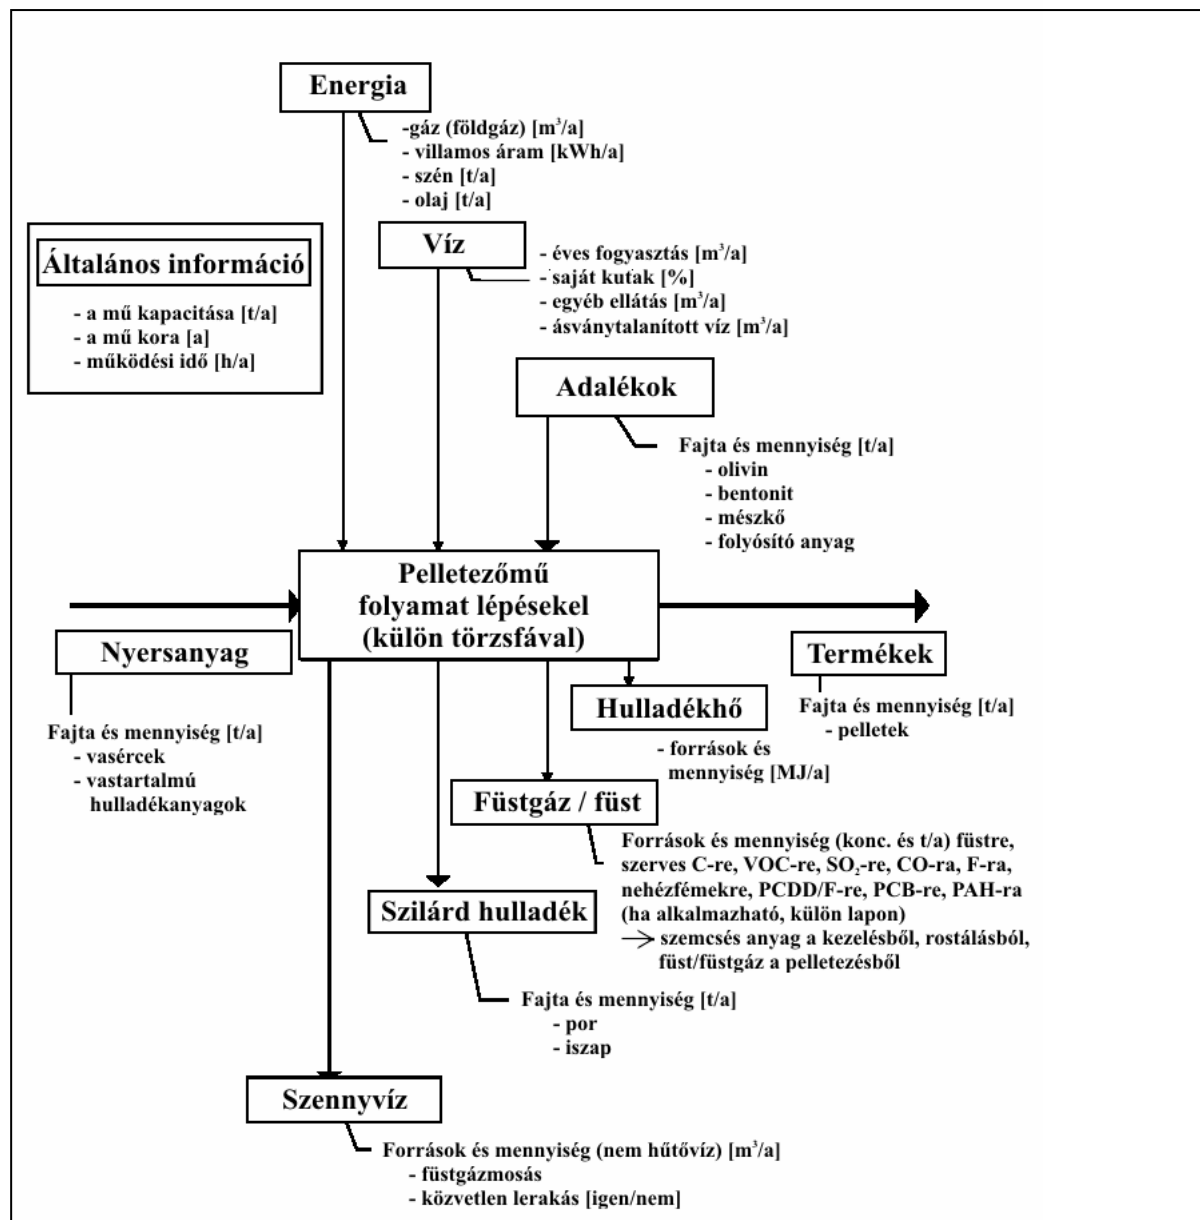 Energia
-gáz (földgáz) [m³/a]
- villamos áram [kWh/a]
- szén [t/a]
- olaj [t/a]
Víz
- éves fogyasztás [m³/a]
- saját kutak [%]
- egyéb ellátás [m³/a]
- ásványtalanított víz [m³/a]
Általános információ
- a mű kapacitása [t/a]
- a mű kora [a]
- működési idő [h/a]
Adalékok
Fajta és mennyiség [t/a]
- olivin
- bentonit
- mészkő
- folyósító anyag
Pelletezőmű
folyamat lépésekel
(külön törzsfával)
Nyersanyag
Fajta és mennyiség [t/a]
- vasércek
- vastartalmú
hulladékanyagok
Termékek
Fajta és mennyiség [t/a]
- pelletek
Hulladékhő
- források és
mennyiség [MJ/a]
Füstgáz / füst
Források és mennyiség (konc. és t/a) füstre,
szerves C-re, VOC-re, SO₂-re, CO-ra, F-ra,
nehézfémekre, PCDD/F-re, PCB-re, PAH-ra
(ha alkalmazható, külön lapon)
→ szemcsés anyag a kezelésből, rostálásból,
füst/füstgáz a pelletezésből
Szilárd hulladék
Fajta és mennyiség [t/a]
- por
- iszap
Szennyvíz
Források és mennyiség (nem hűtővíz) [m³/a]
- füstgázmosás
- közvetlen lerakás [igen/nem]